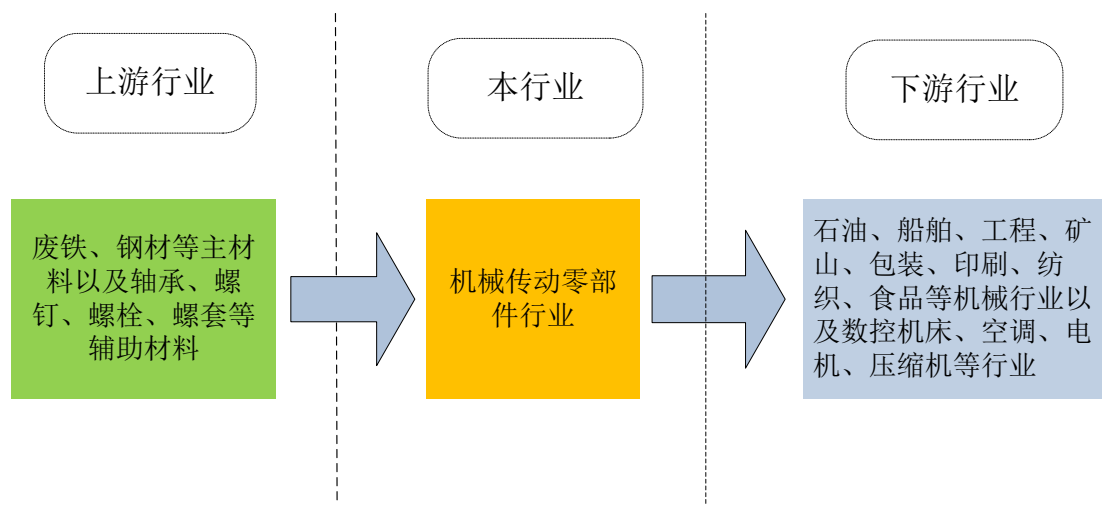 上游行业
本行业
下游行业
废铁、钢材等主材
料以及轴承、螺
钉、螺栓、螺套等
辅助材料
机械传动零部
件行业
石油、船舶、工程、矿
山、包装、印刷、纺
织、食品等机械行业以
及数控机床、空调、电
机、压缩机等行业